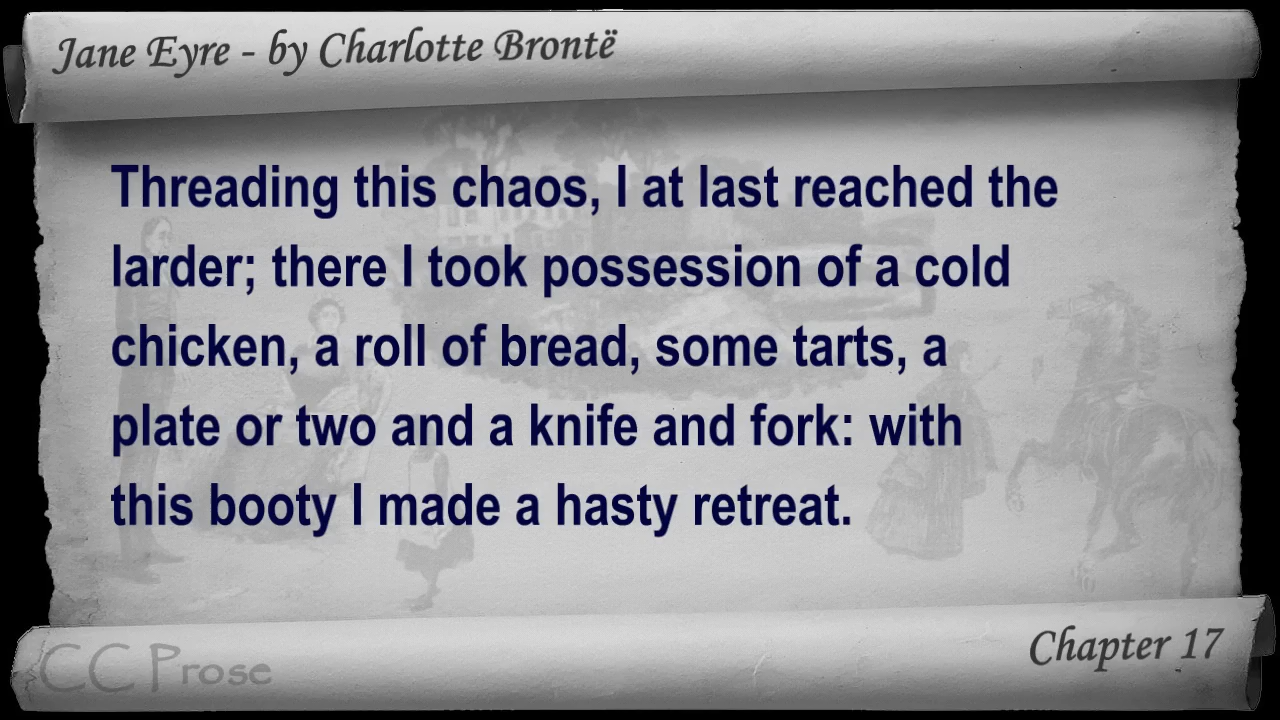 Jane Eyre - by Charlotte Brontë
Threading this chaos, I at last reached the
larder; there I took possession of a cold
chicken, a roll of bread, some tarts, a
plate or two and a knife and fork: with
this booty I made a hasty retreat.
CC Prose
Chapter 17